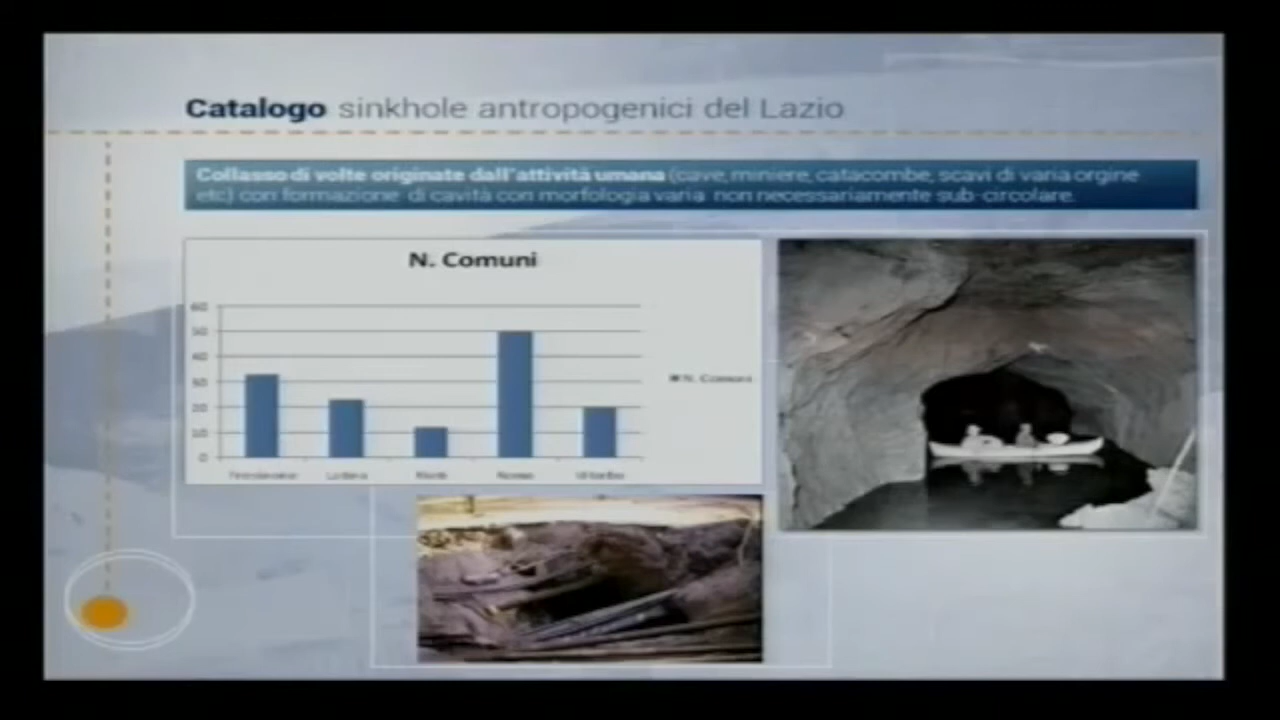 Catalogo sinkhole antropogenici del Lazio
Collasso di volte originate dall'attività umana (cave, miniere, catacombe, scavi di varia orgine
etc) con formazione di cavità con morfologia varia non necessariamente sub-circolare.
N. Comuni
60
50
40
30
20
10
0
N. Comuni
Frosinone Latina Rieti Roma Viterbo